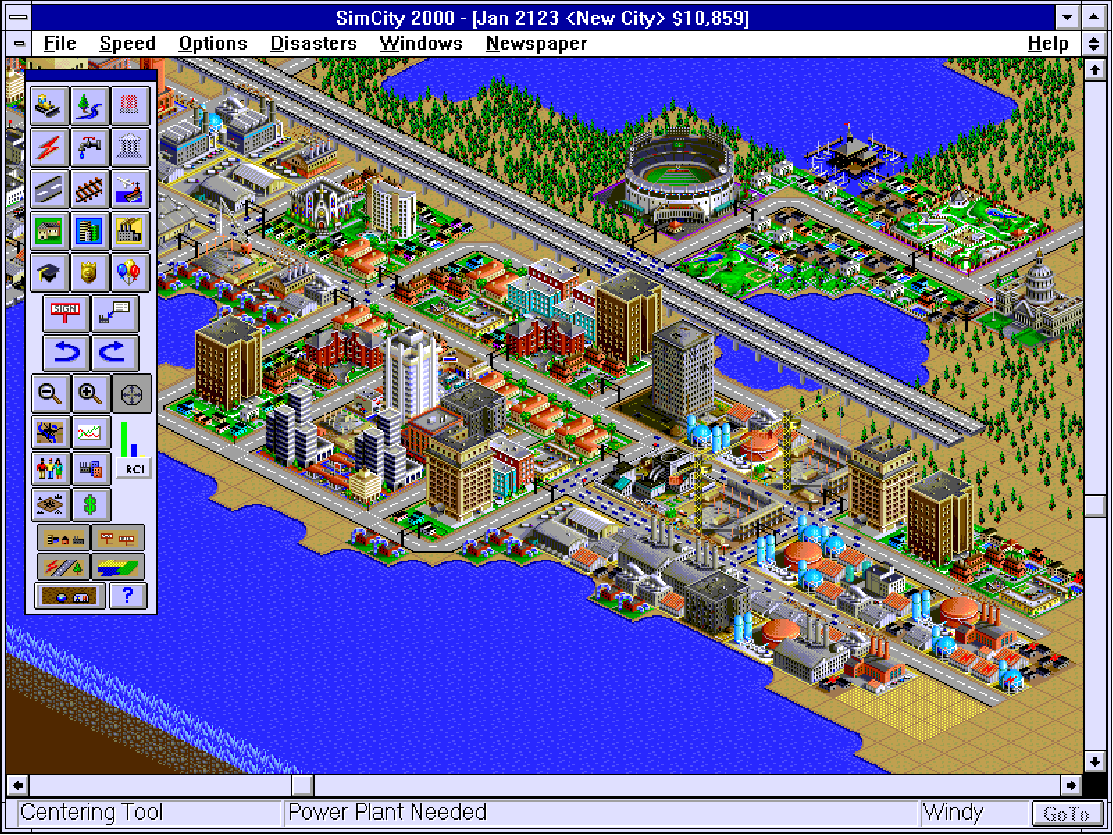 SimCity 2000 - [Jan 2123 <New City> $10,859]
File Speed Options Disasters Windows Newspaper Help
SIGN
RCI
?
Centering Tool Power Plant Needed Windy GoTo